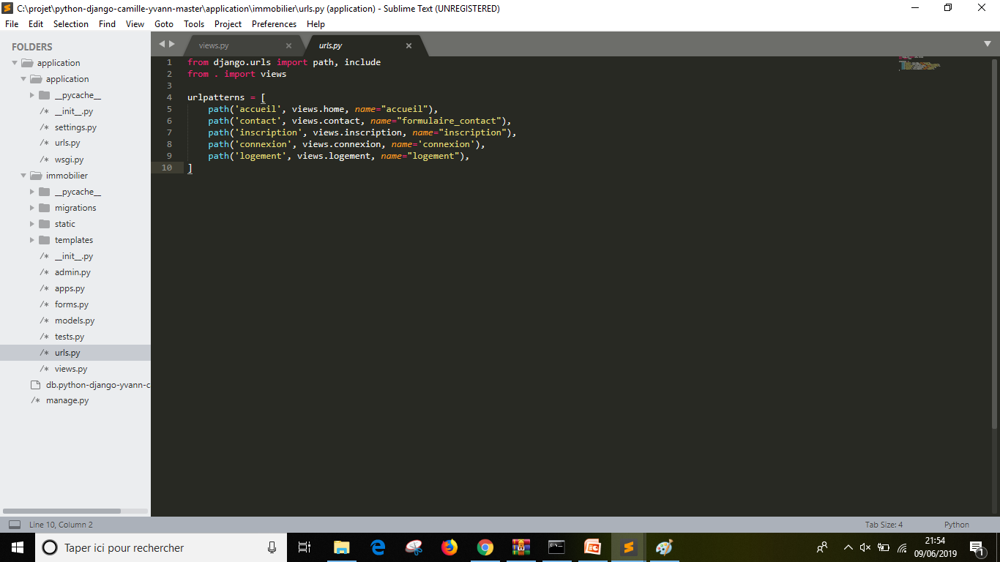 C:\projet\python-django-camille-yvann-master\application\immobilier\urls.py (application) - Sublime Text (UNREGISTERED)
File Edit Selection Find View Goto Tools Project Preferences Help
FOLDERS
application
application
__pycache__
/* __init__.py
/* settings.py
/* urls.py
/* wsgi.py
immobilier
__pycache__
migrations
static
templates
/* __init__.py
/* admin.py
/* apps.py
/* forms.py
/* models.py
/* tests.py
/* urls.py
/* views.py
db.python-django-yvann-c
/* manage.py
views.py urls.py
1 from django.urls import path, include
2 from . import views
3
4 urlpatterns = [
5     path('accueil', views.home, name="accueil"),
6     path('contact', views.contact, name="formulaire_contact"),
7     path('inscription', views.inscription, name="inscription"),
8     path('connexion', views.connexion, name='connexion'),
9     path('logement', views.logement, name="logement"),
10 ]
Line 10, Column 2 Tab Size: 4 Python
Taper ici pour rechercher
21:54
09/06/2019
1